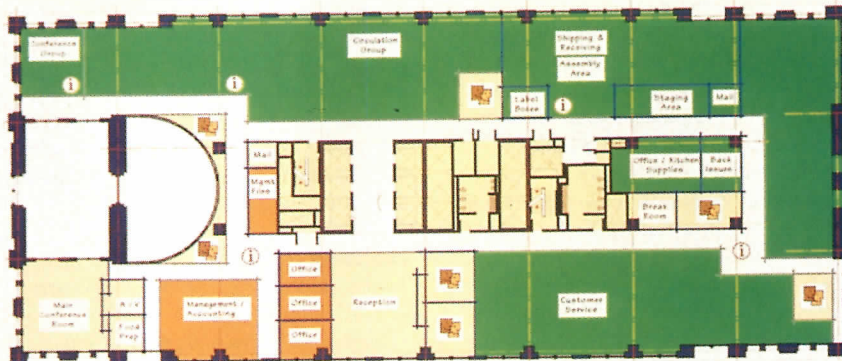 Conference
Group
Circulation
Group
Shipping &
Receiving
Assembly
Area
Label
Boxes
Staging
Area
Mail
i
i
i
Mail
Mgmt
Files
Office / Kitchen
Supplies
Back
Issues
Break
Room
i
i
Main
Conference
Room
A / V
Food
Prep
Management /
Accounting
Office
Office
Office
Reception
Customer
Service